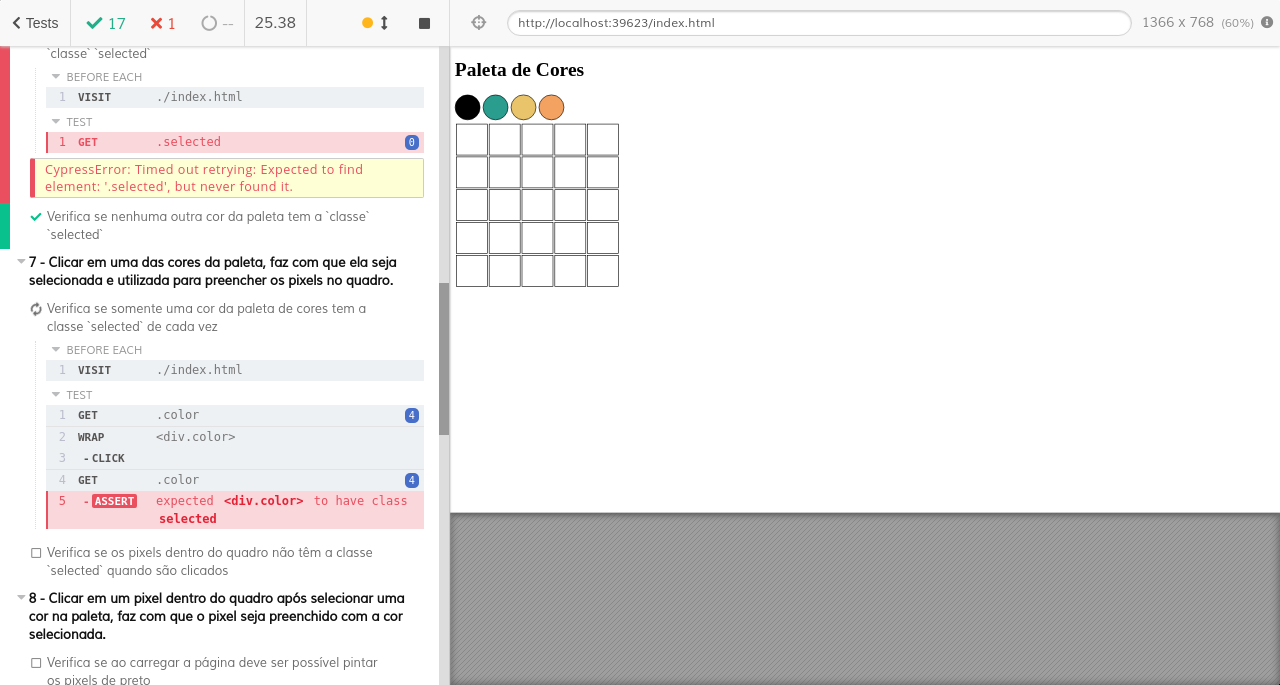 Tests
17
1
--
25.38
http://localhost:39623/index.html
1366 x 768 (60%)
`classe` `selected`
BEFORE EACH
1 VISIT ./index.html
TEST
1 GET .selected 0
CypressError: Timed out retrying: Expected to find
element: '.selected', but never found it.
Verifica se nenhuma outra cor da paleta tem a `classe`
`selected`
7 - Clicar em uma das cores da paleta, faz com que ela seja
selecionada e utilizada para preencher os pixels no quadro.
Verifica se somente uma cor da paleta de cores tem a
classe `selected` de cada vez
BEFORE EACH
1 VISIT ./index.html
TEST
1 GET .color 4
2 WRAP <div.color>
3 -CLICK
4 GET .color 4
5 -ASSERT expected <div.color> to have class
selected
Verifica se os pixels dentro do quadro não têm a classe
`selected` quando são clicados
8 - Clicar em um pixel dentro do quadro após selecionar uma
cor na paleta, faz com que o pixel seja preenchido com a cor
selecionada.
Verifica se ao carregar a página deve ser possível pintar
os pixels de preto
Paleta de Cores